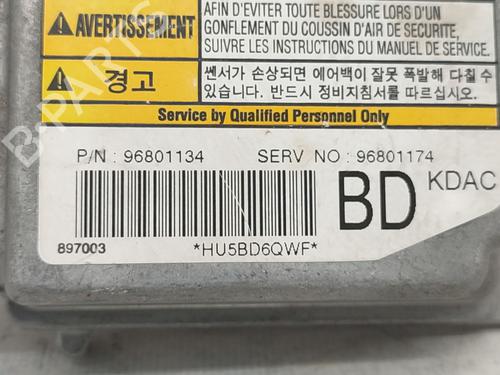 AVERTISSEMENT
AFIN D'EVITER TOUTE BLESSURE LORS D'UN
GONFLEMENT DU COUSSIN D'AIR DE SECURITE,
SUIVRE LES INSTRUCTIONS DU MANUEL DE SERVICE.
경고
쎈서가 손상되면 에어백이 잘못 폭발해 다칠 수
있습니다. 반드시 정비지침서를 따르십시오.
Service by Qualified Personnel Only
P/N : 96801134 SERV NO : 96801174
BD KDAC
897003 *HU5BD6QWF*
B-PARTS